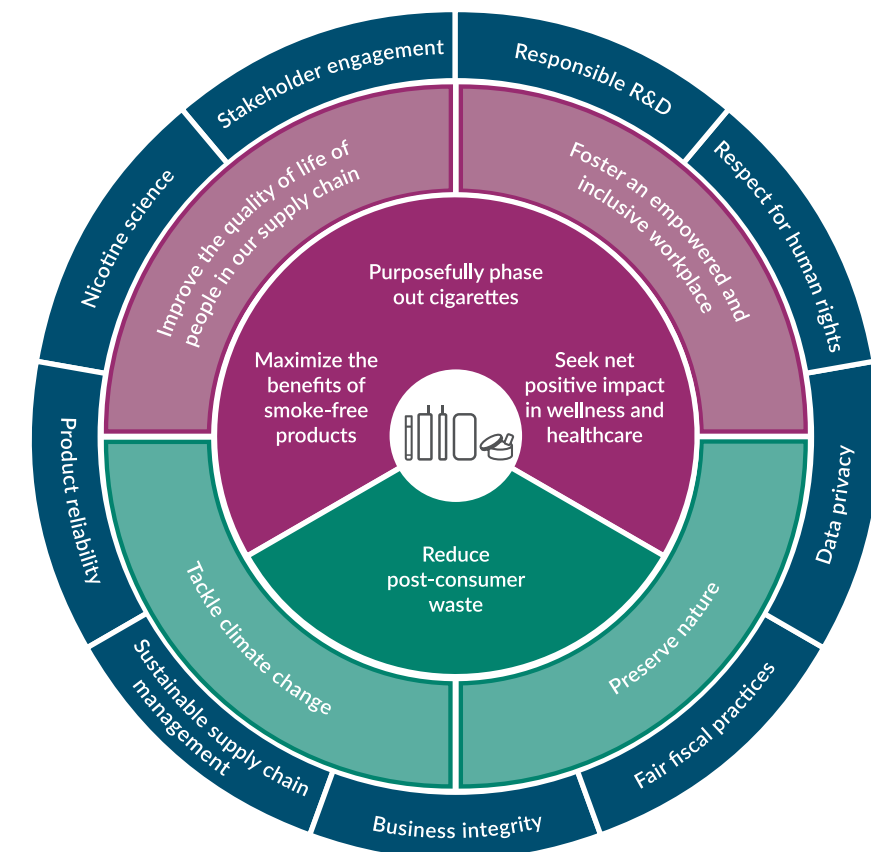 Stakeholder engagement
Responsible R&D
Respect for human rights
Data privacy
Fair fiscal practices
Business integrity
Sustainable supply chain
management
Product reliability
Nicotine science
Improve the quality of life of
people in our supply chain
Foster an empowered and
inclusive workplace
Preserve nature
Tackle climate change
Purposefully phase
out cigarettes
Maximize the
benefits of
smoke-free
products
Seek net
positive impact
in wellness and
healthcare
Reduce
post-consumer
waste